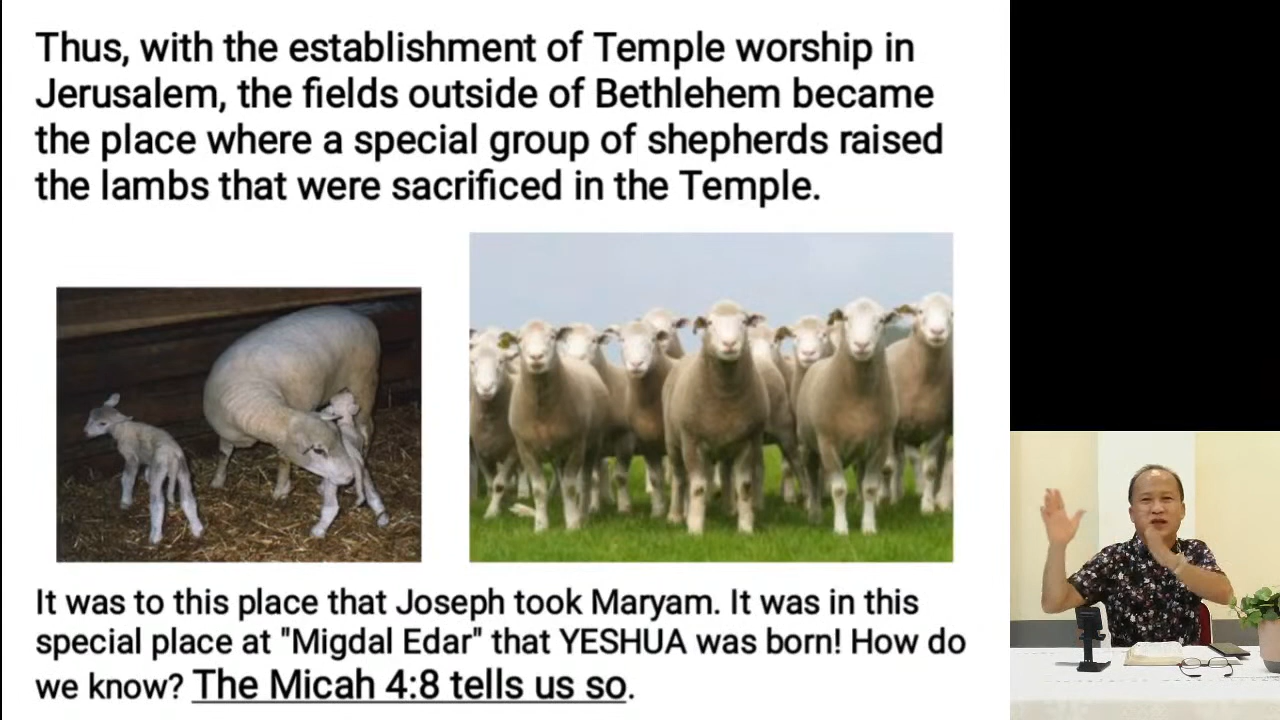 Thus, with the establishment of Temple worship in
Jerusalem, the fields outside of Bethlehem became
the place where a special group of shepherds raised
the lambs that were sacrificed in the Temple.
It was to this place that Joseph took Maryam. It was in this
special place at "Migdal Edar" that YESHUA was born! How do
we know? The Micah 4:8 tells us so.